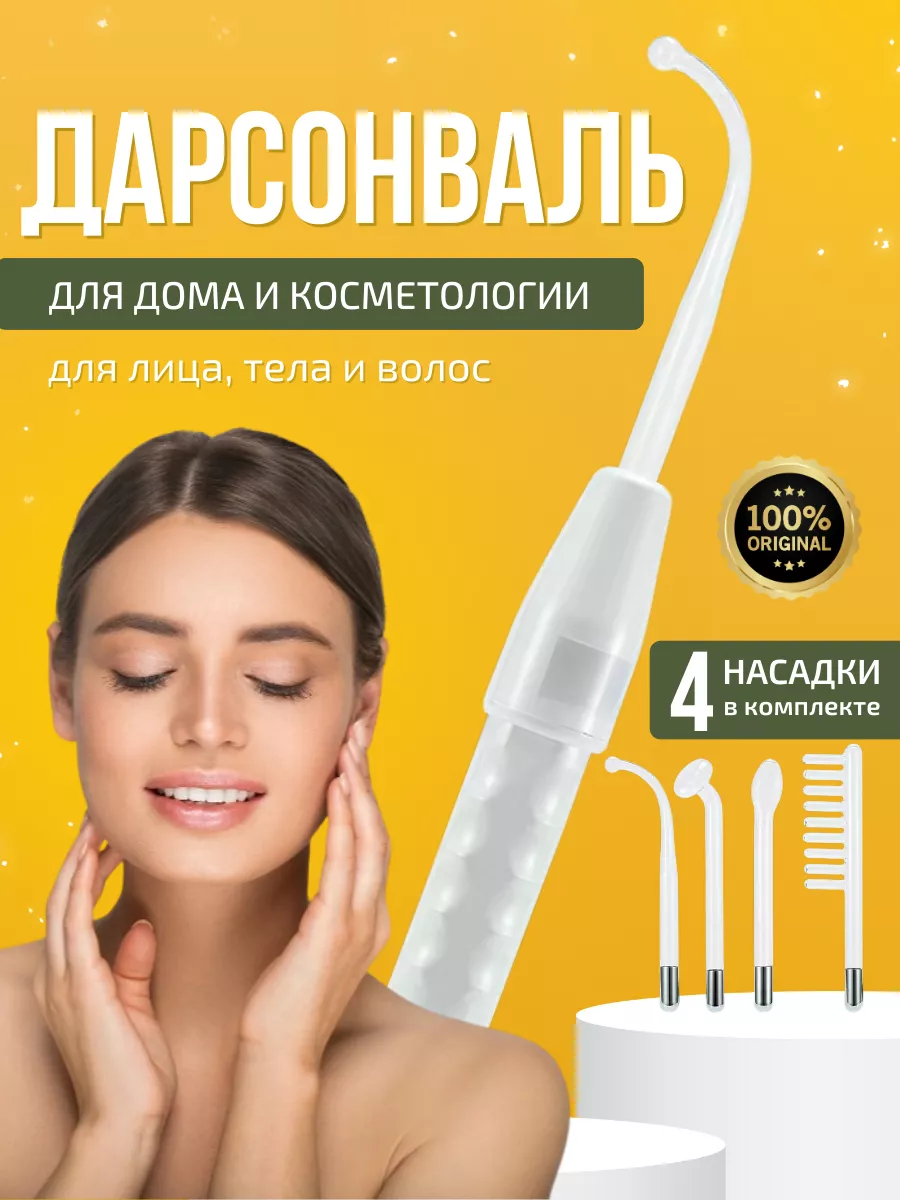 ДАРСОНВАЛЬ
ДЛЯ ДОМА И КОСМЕТОЛОГИИ
для лица, тела и волос
100%
ORIGINAL
4 НАСАДКИ
в комплекте